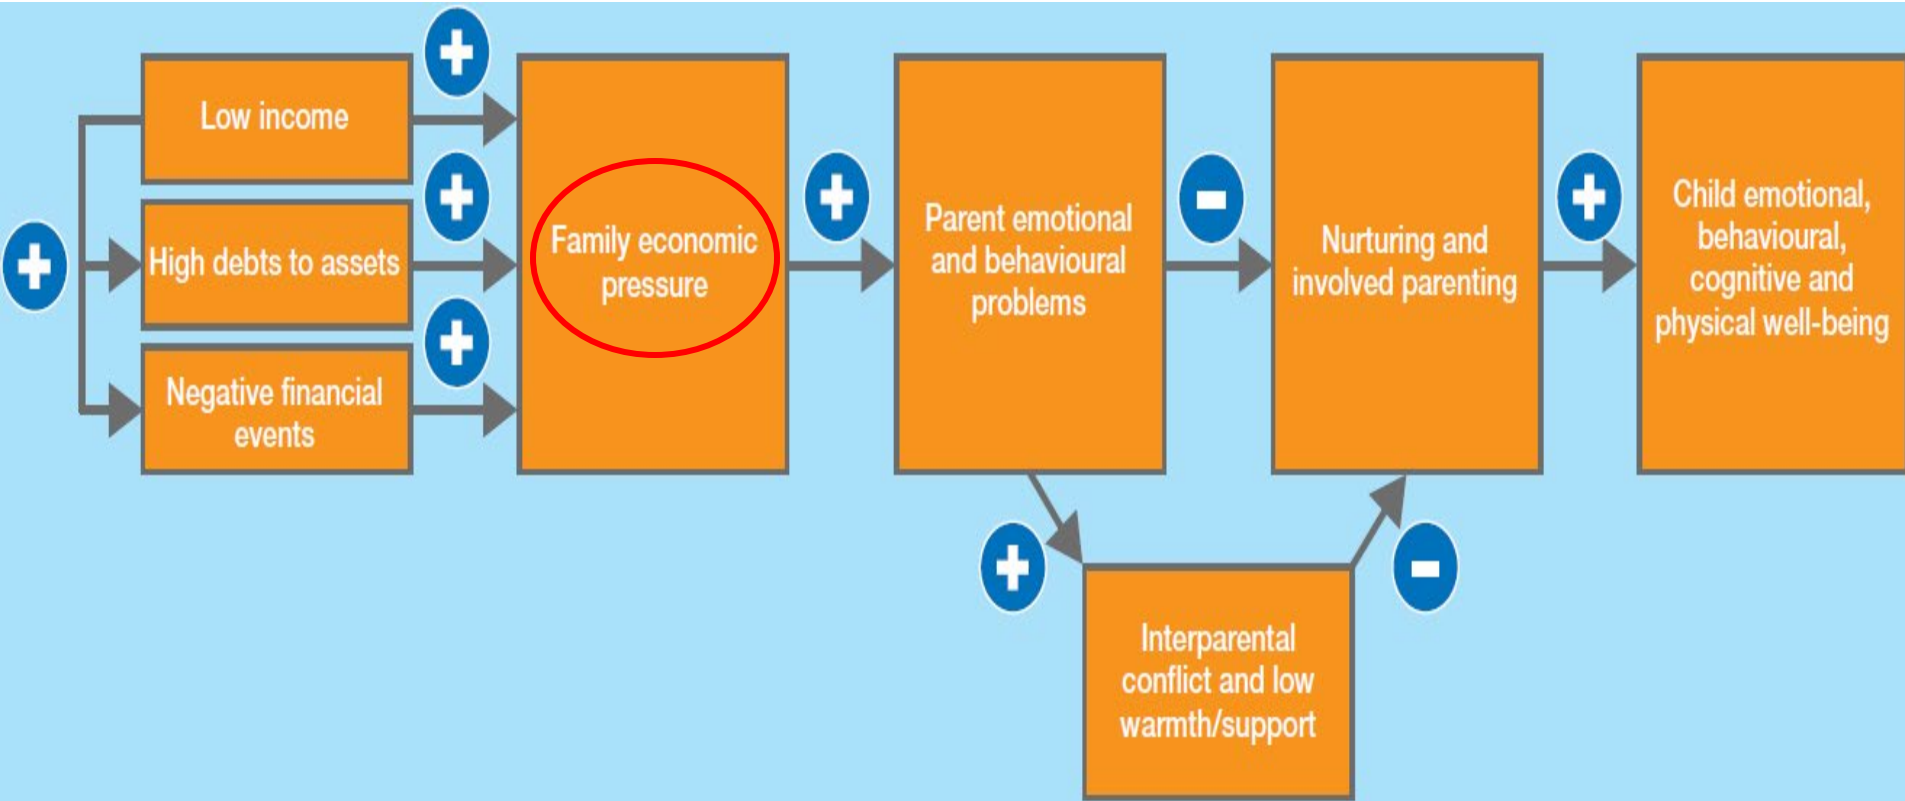 Low income
High debts to assets
Negative financial
events
Family economic
pressure
Parent emotional
and behavioural
problems
Nurturing and
involved parenting
Child emotional,
behavioural,
cognitive and
physical well-being
Interparental
conflict and low
warmth/support